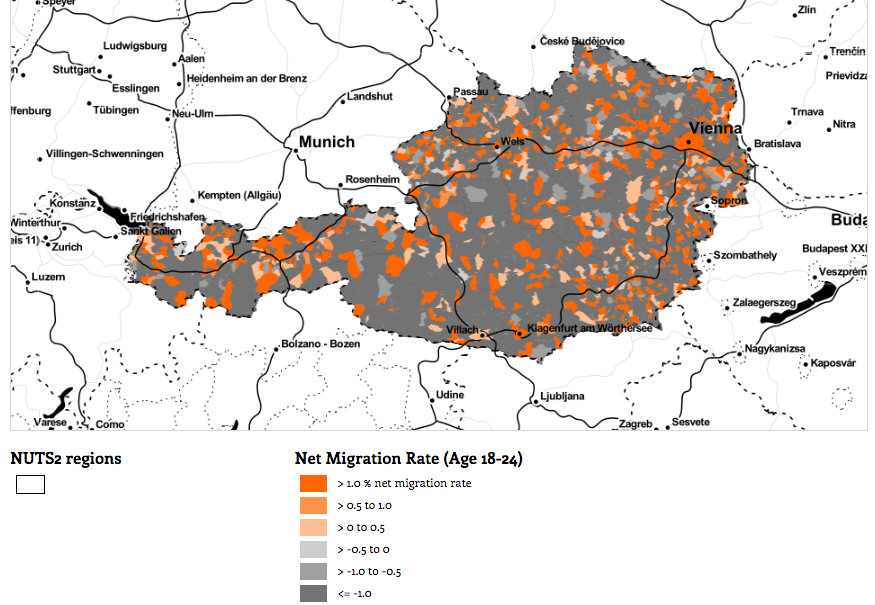 Speyer
Zlín
České Budějovice
Ludwigsburg
Trenčín
Aalen
Stuttgart
Heidenheim an der Brenz
Prievidza
Esslingen
Passau
Landshut
Tübingen
ffenburg
Neu-Ulm
Trnava
Nitra
Vienna
Munich
Wels
Bratislava
Villingen-Schwenningen
Rosenheim
Kempten (Allgäu)
Konstanz
Sopron
Friedrichshafen
Winterthur
Buda
Sankt Gallen
eis 11)
Zurich
Budapest XXI
Szombathely
Luzern
Veszprém
Zalaegerszeg
Villach
Klagenfurt am Wörthersee
Bolzano - Bozen
Nagykanizsa
Kaposvár
Udine
Ljubljana
Varese
Como
Zagreb
Sesvete
NUTS2 regions
Net Migration Rate (Age 18-24)
> 1.0 % net migration rate
> 0.5 to 1.0
> 0 to 0.5
> -0.5 to 0
> -1.0 to -0.5
<= -1.0